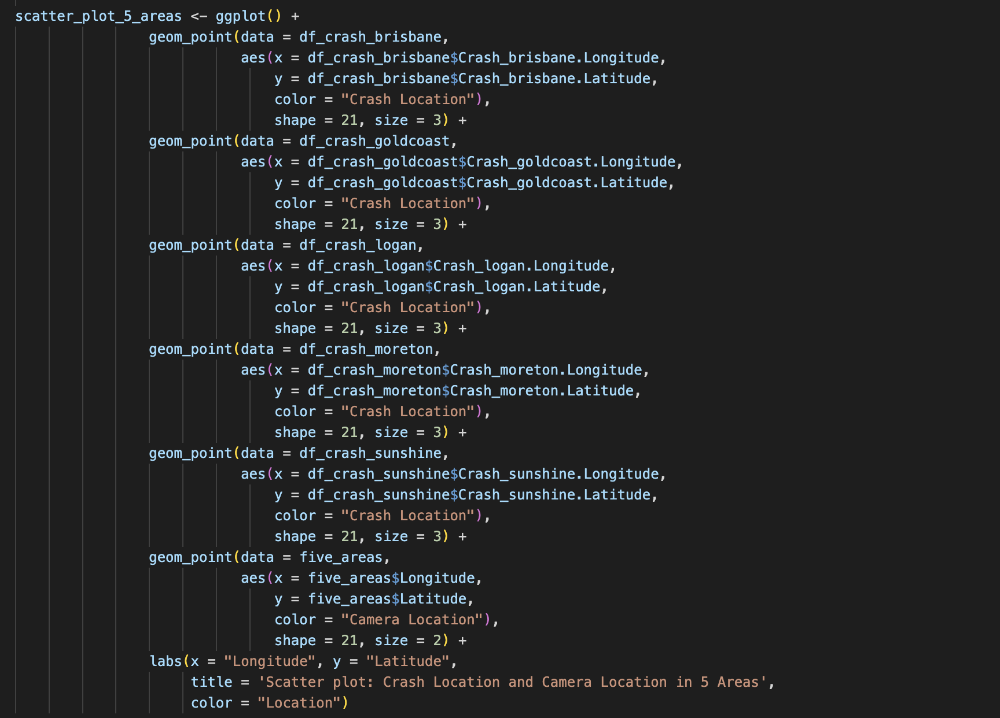 scatter_plot_5_areas <- ggplot() +
geom_point(data = df_crash_brisbane,
aes(x = df_crash_brisbane$Crash_brisbane.Longitude,
y = df_crash_brisbane$Crash_brisbane.Latitude,
color = "Crash Location"),
shape = 21, size = 3) +
geom_point(data = df_crash_goldcoast,
aes(x = df_crash_goldcoast$Crash_goldcoast.Longitude,
y = df_crash_goldcoast$Crash_goldcoast.Latitude,
color = "Crash Location"),
shape = 21, size = 3) +
geom_point(data = df_crash_logan,
aes(x = df_crash_logan$Crash_logan.Longitude,
y = df_crash_logan$Crash_logan.Latitude,
color = "Crash Location"),
shape = 21, size = 3) +
geom_point(data = df_crash_moreton,
aes(x = df_crash_moreton$Crash_moreton.Longitude,
y = df_crash_moreton$Crash_moreton.Latitude,
color = "Crash Location"),
shape = 21, size = 3) +
geom_point(data = df_crash_sunshine,
aes(x = df_crash_sunshine$Crash_sunshine.Longitude,
y = df_crash_sunshine$Crash_sunshine.Latitude,
color = "Crash Location"),
shape = 21, size = 3) +
geom_point(data = five_areas,
aes(x = five_areas$Longitude,
y = five_areas$Latitude,
color = "Camera Location"),
shape = 21, size = 2) +
labs(x = "Longitude", y = "Latitude",
title = 'Scatter plot: Crash Location and Camera Location in 5 Areas',
color = "Location")